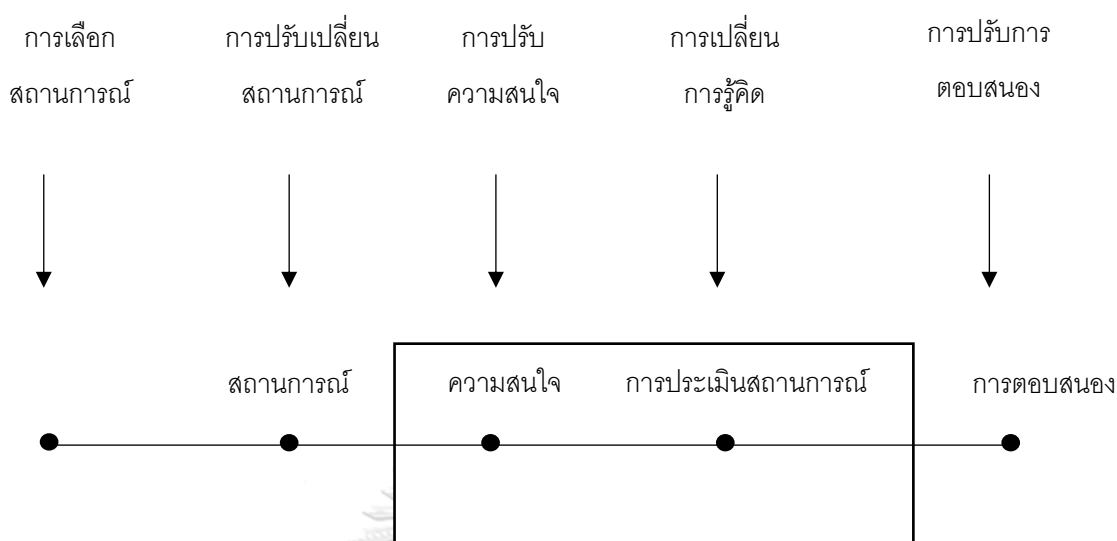 การเลือก
สถานการณ์
การปรับเปลี่ยน
สถานการณ์
การปรับ
ความสนใจ
การเปลี่ยน
การรู้คิด
การปรับการ
ตอบสนอง
สถานการณ์
ความสนใจ
การประเมินสถานการณ์
การตอบสนอง